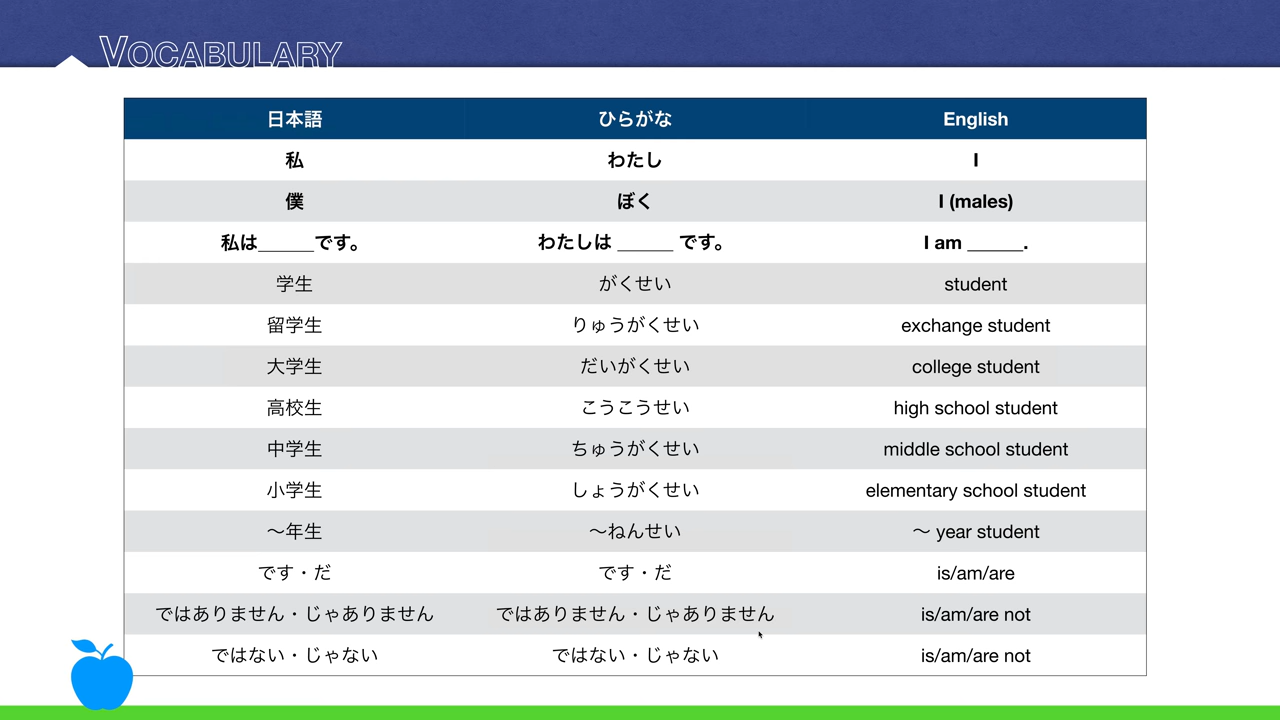 VOCABULARY
日本語 ひらがな English
私 わたし I
僕 ぼく I (males)
私は______です。 わたしは ______ です。 I am ______.
学生 がくせい student
留学生 りゅうがくせい exchange student
大学生 だいがくせい college student
高校生 こうこうせい high school student
中学生 ちゅうがくせい middle school student
小学生 しょうがくせい elementary school student
〜年生 〜ねんせい 〜 year student
です・だ です・だ is/am/are
ではありません・じゃありません ではありません・じゃありません is/am/are not
ではない・じゃない ではない・じゃない is/am/are not